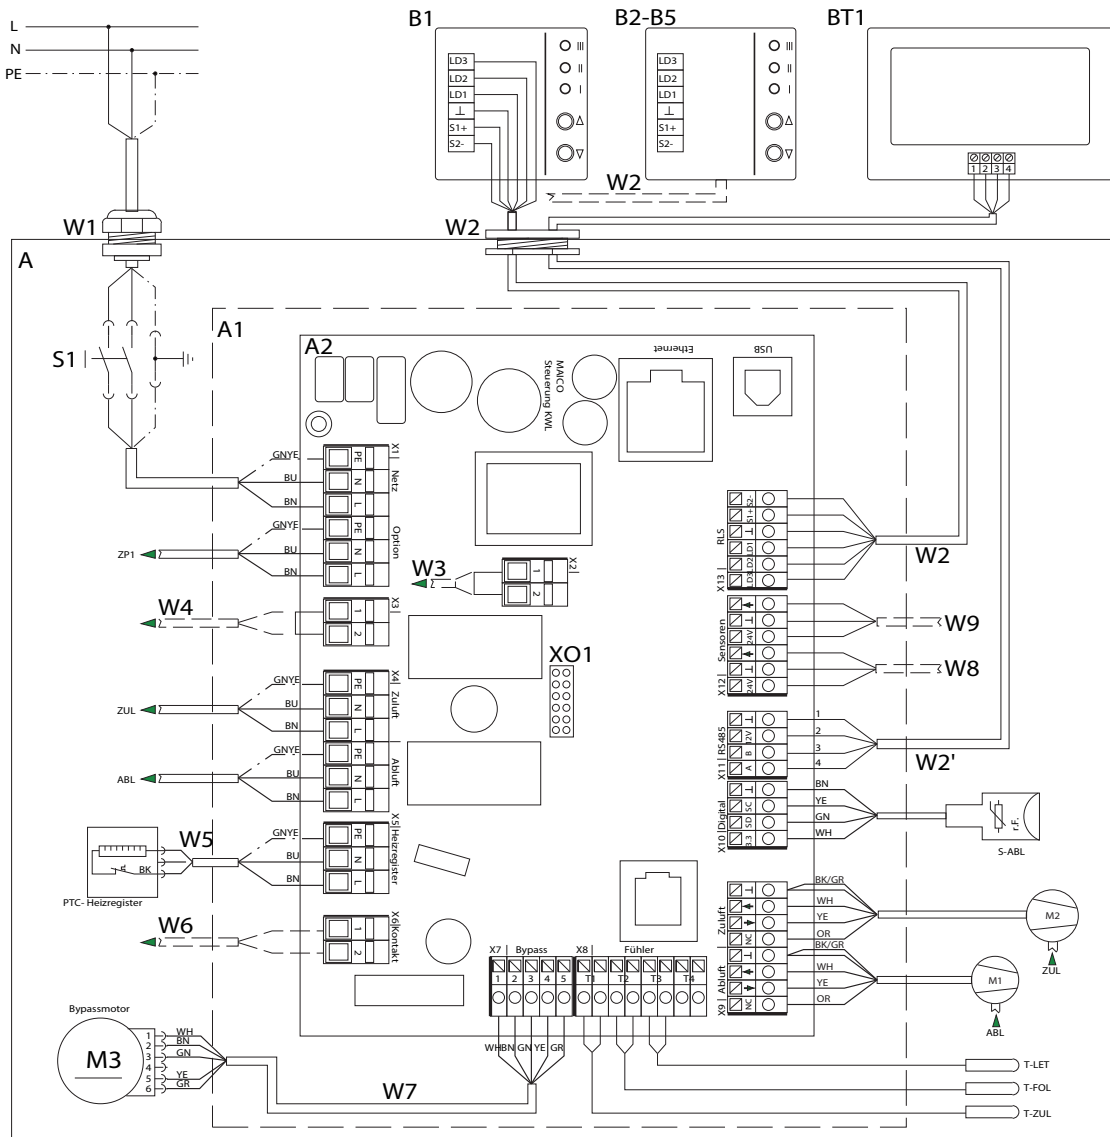 L
N
PE
B1
LD3
LD2
LD1
⊥
S1+
S2-
III
II
I
B2-B5
LD3
LD2
LD1
⊥
S1+
S2-
III
II
I
W2
BT1
1 2 3 4
W1
W2
A
S1
A1
A2
MAICO
Steuerung KWL
Ethernet
USB
GNYE
BU
BN
PE
N
L
X1
Netz
GNYE
BU
BN
PE
N
L
Option
ZP1
W3
1
2
X2
W4
1
2
X3
ZUL
GNYE
BU
BN
PE
N
L
X4
Zuluft
ABL
GNYE
BU
BN
PE
N
L
Abluft
XO1
W5
GNYE
BU
BN
PE
N
L
X5
Heizregister
BK
PTC- Heizregister
W6
1
2
X6
Kontakt
S2-
S1+
⊥
LD1
LD2
LD3
RLS
X13
W2
⊥
24V
⊥
24V
Sensoren
X12
W9
W8
⊥
12V
B
A
RS485
X11
1
2
3
4
W2'
⊥
SC
SD
3.3
Digital
X10
BN
YE
GN
WH
r.F.
S-ABL
⊥
NC
Zuluft
BK/GR
WH
YE
OR
M2
ZUL
⊥
NC
Abluft
X9
BK/GR
WH
YE
OR
M1
ABL
X7 Bypass X8 Fühler
1 2 3 4 5 T1 T2 T3 T4
WH BN GN YE GR
Bypassmotor
M3
1
2
3
4
5
6
WH
BN
GN
YE
GR
W7
T-LET
T-FOL
T-ZUL